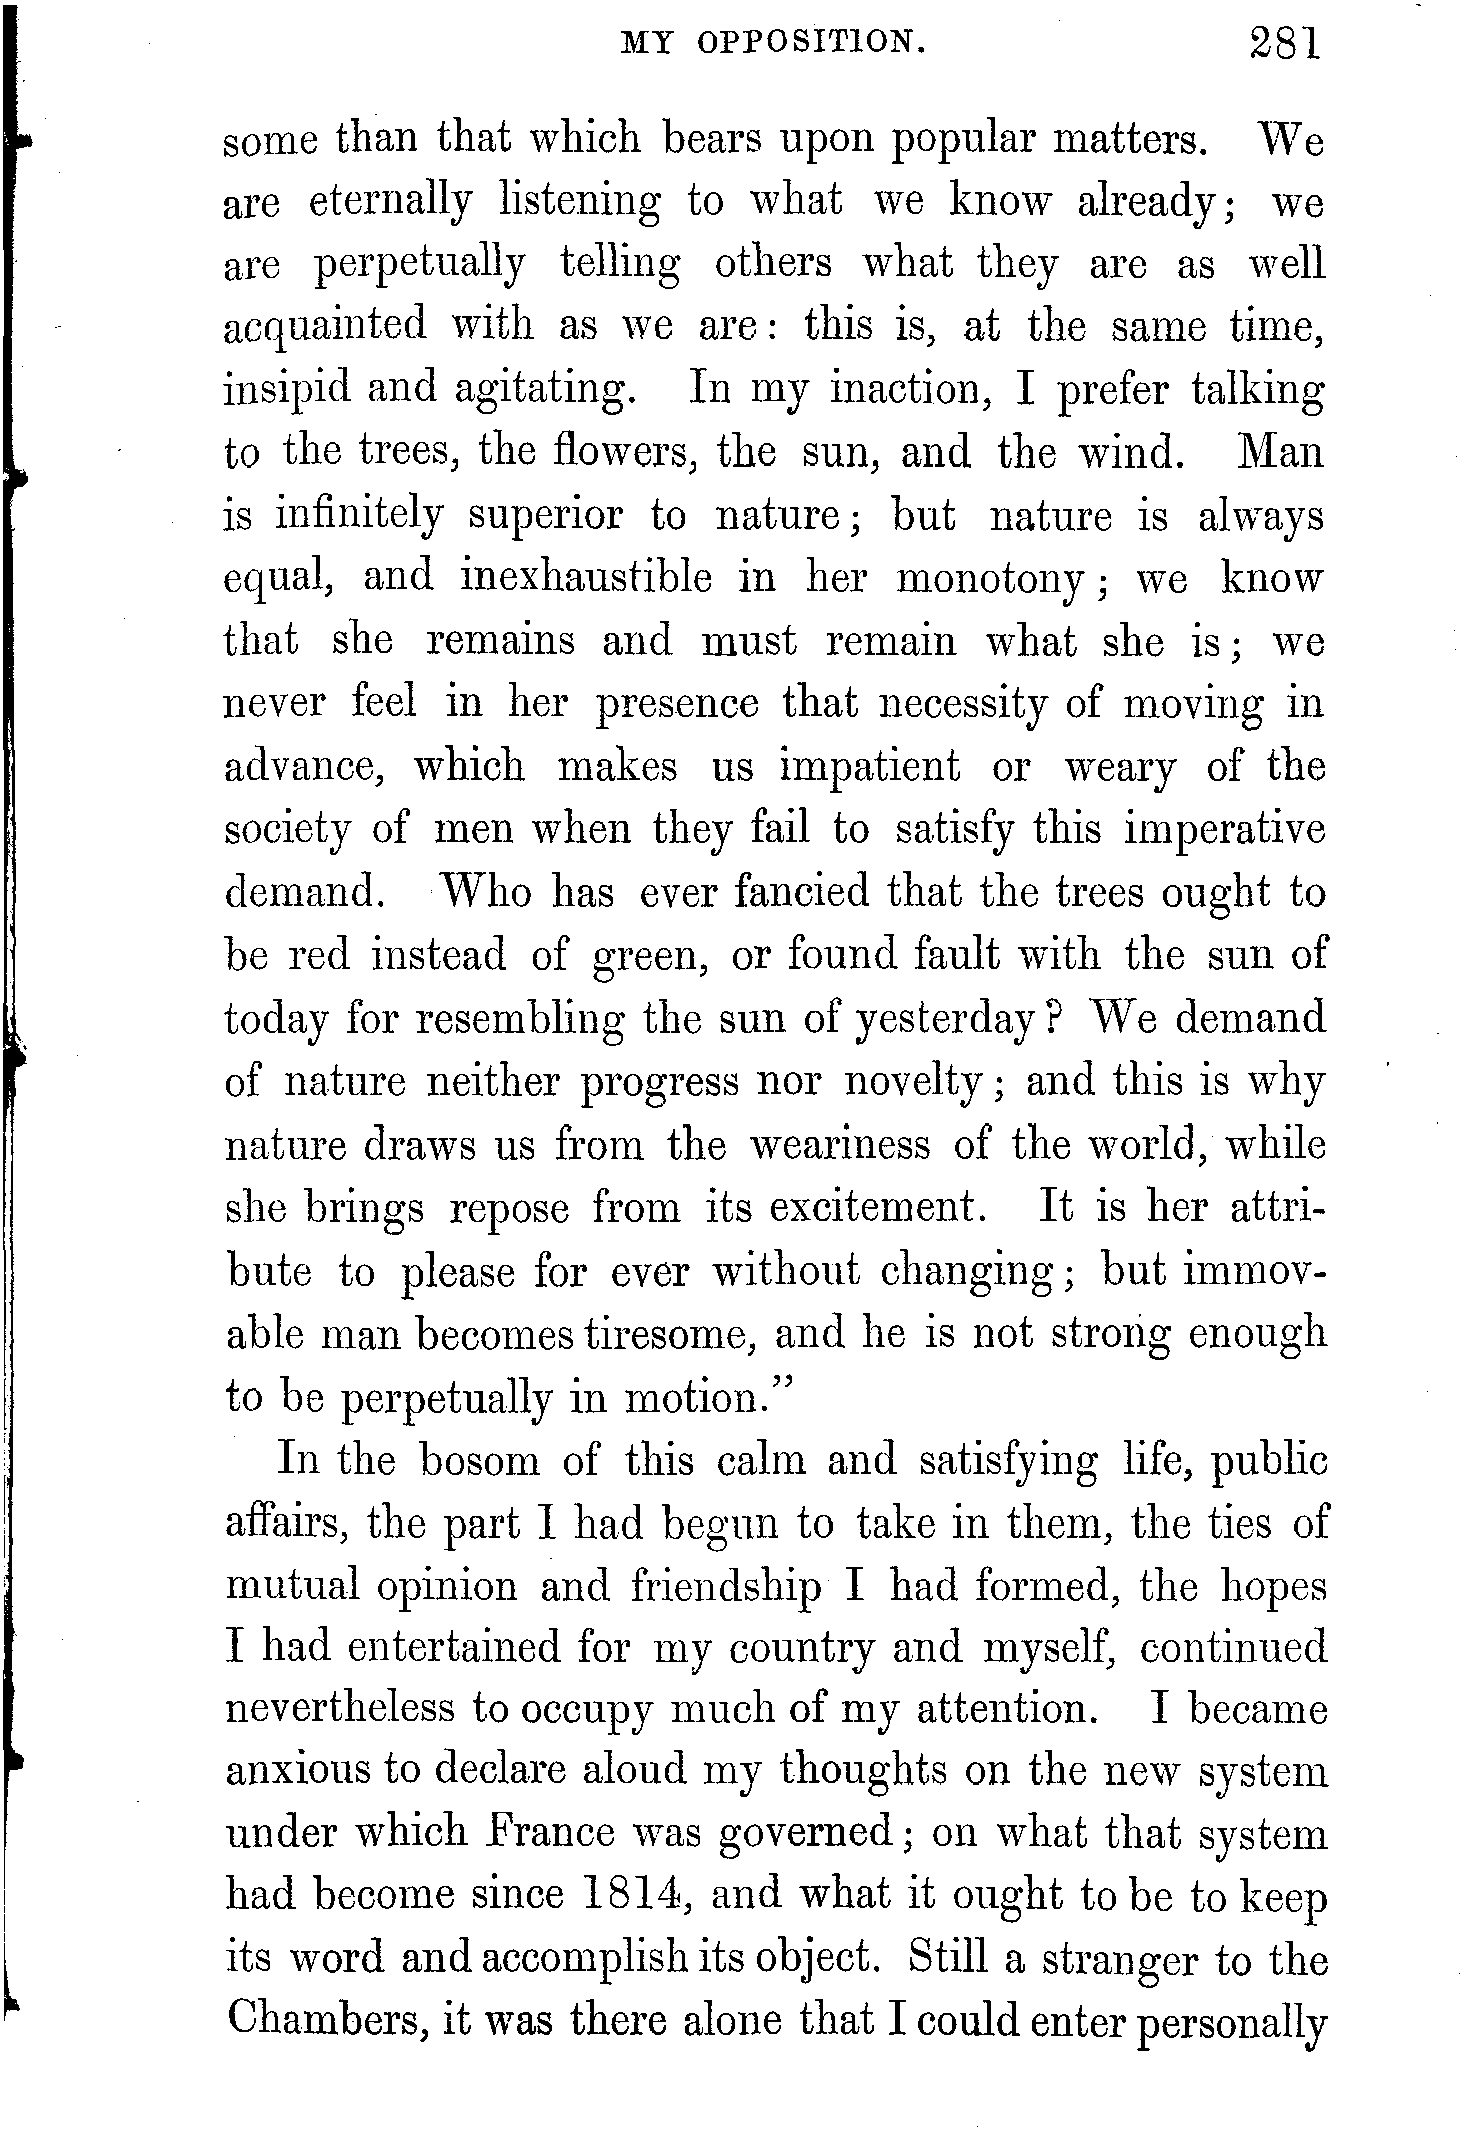 MY OPPOSITION. 281
some than that which bears upon popular matters. We
are eternally listening to what we know already; we
are perpetually telling others what they are as well
acquainted with as we are: this is, at the same time,
insipid and agitating. In my inaction, I prefer talking
to the trees, the flowers, the sun, and the wind. Man
is infinitely superior to nature; but nature is always
equal, and inexhaustible in her monotony; we know
that she remains and must remain what she is; we
never feel in her presence that necessity of moving in
advance, which makes us impatient or weary of the
society of men when they fail to satisfy this imperative
demand. Who has ever fancied that the trees ought to
be red instead of green, or found fault with the sun of
today for resembling the sun of yesterday? We demand
of nature neither progress nor novelty; and this is why
nature draws us from the weariness of the world, while
she brings repose from its excitement. It is her attri-
bute to please for ever without changing; but immov-
able man becomes tiresome, and he is not strong enough
to be perpetually in motion.”
In the bosom of this calm and satisfying life, public
affairs, the part I had begun to take in them, the ties of
mutual opinion and friendship I had formed, the hopes
I had entertained for my country and myself, continued
nevertheless to occupy much of my attention. I became
anxious to declare aloud my thoughts on the new system
under which France was governed; on what that system
had become since 1814, and what it ought to be to keep
its word and accomplish its object. Still a stranger to the
Chambers, it was there alone that I could enter personally